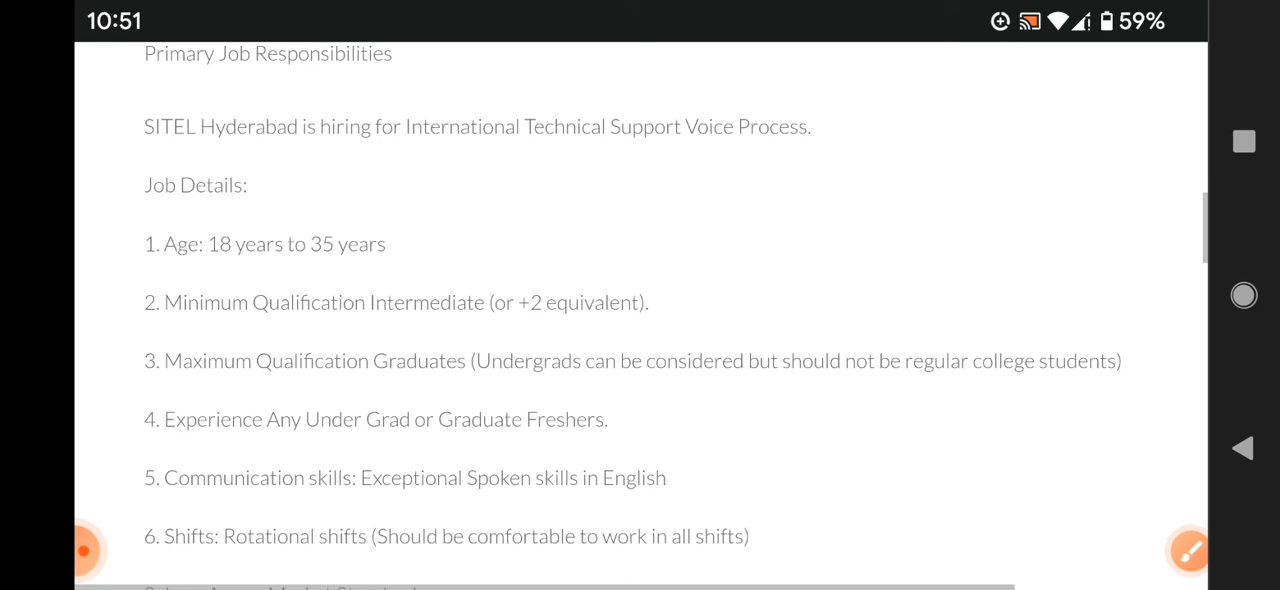 10:51
59%
Primary Job Responsibilities
SITEL Hyderabad is hiring for International Technical Support Voice Process.
Job Details:
1. Age: 18 years to 35 years
2. Minimum Qualification Intermediate (or +2 equivalent).
3. Maximum Qualification Graduates (Undergrads can be considered but should not be regular college students)
4. Experience Any Under Grad or Graduate Freshers.
5. Communication skills: Exceptional Spoken skills in English
6. Shifts: Rotational shifts (Should be comfortable to work in all shifts)